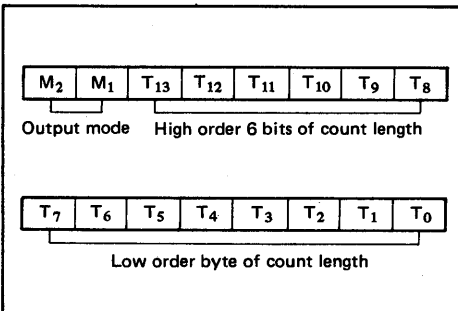 M₂ M₁ T₁₃ T₁₂ T₁₁ T₁₀ T₉ T₈
Output mode High order 6 bits of count length
T₇ T₆ T₅ T₄ T₃ T₂ T₁ T₀
Low order byte of count length